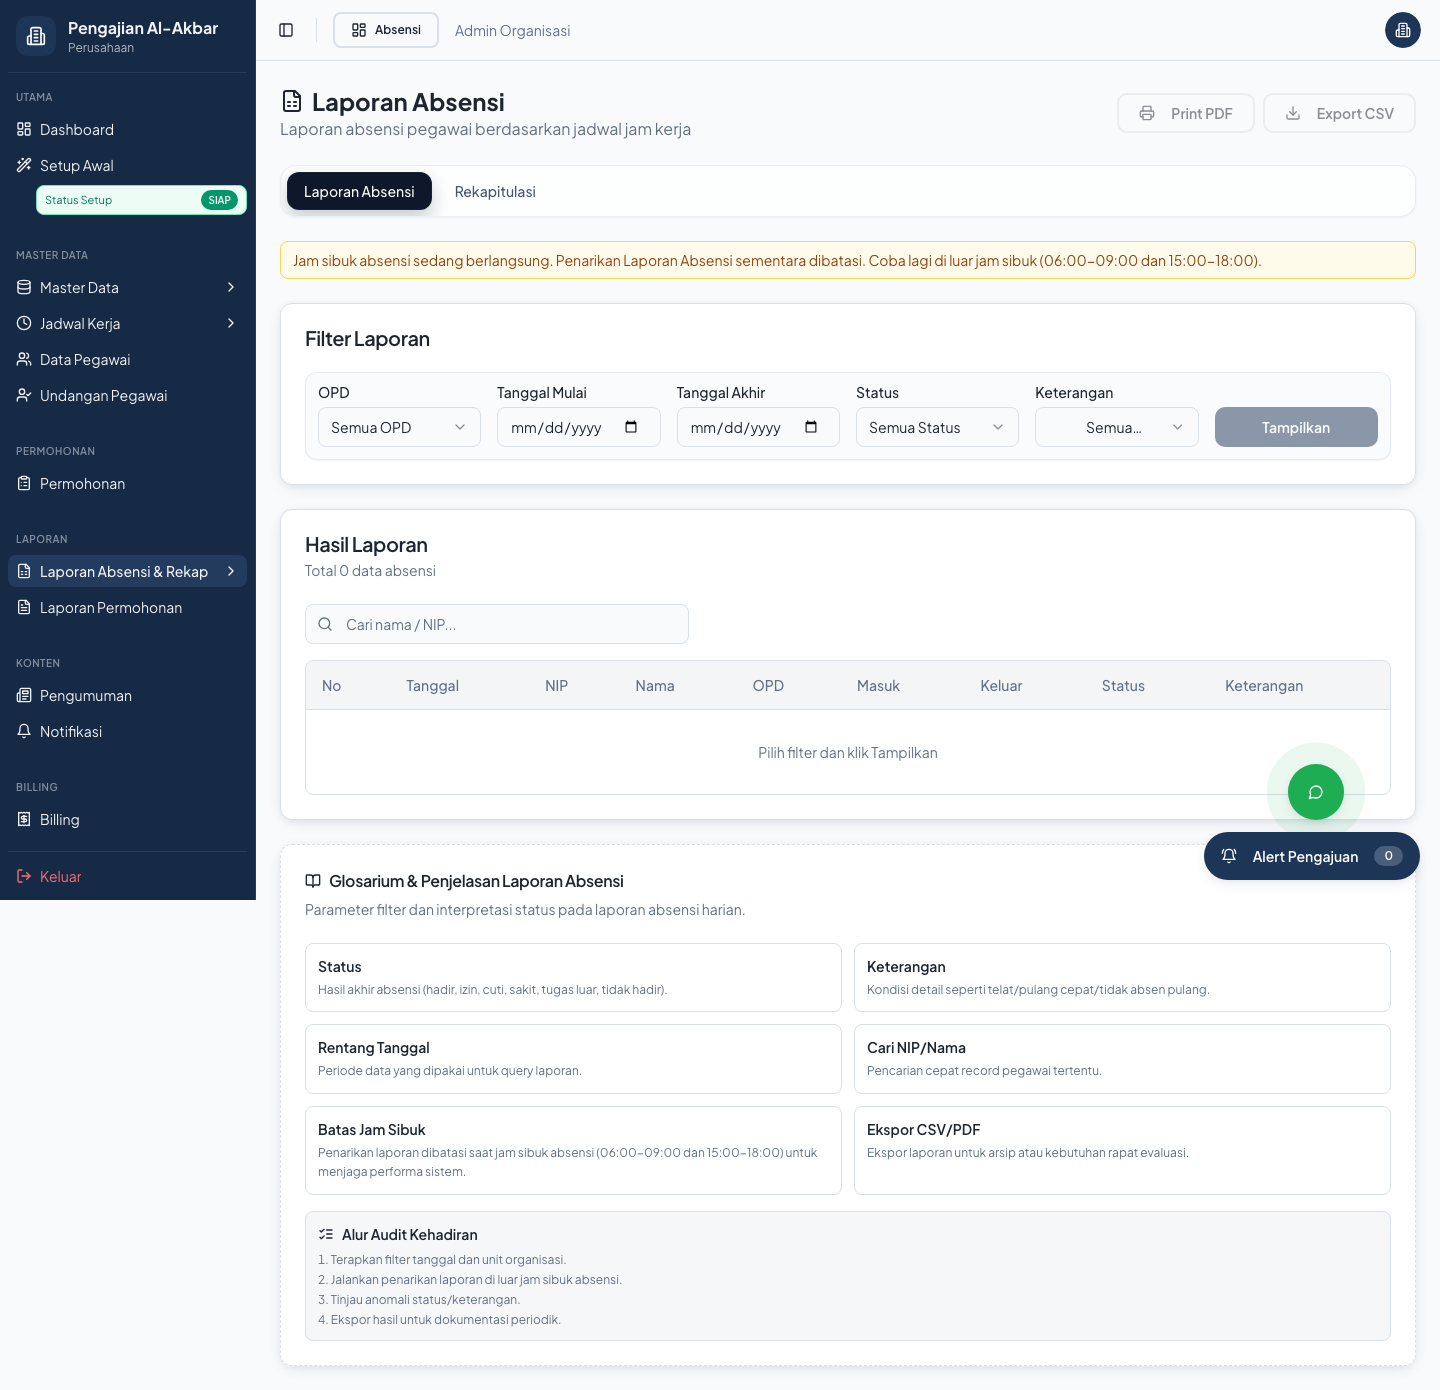 Pengajian Al-Akbar
Perusahaan
UTAMA
Dashboard
Setup Awal
Status Setup SIAP
MASTER DATA
Master Data
Jadwal Kerja
Data Pegawai
Undangan Pegawai
PERMOHONAN
Permohonan
LAPORAN
Laporan Absensi & Rekap
Laporan Permohonan
KONTEN
Pengumuman
Notifikasi
BILLING
Billing
Keluar
Absensi Admin Organisasi
Laporan Absensi
Laporan absensi pegawai berdasarkan jadwal jam kerja
Print PDF Export CSV
Laporan Absensi Rekapitulasi
Jam sibuk absensi sedang berlangsung. Penarikan Laporan Absensi sementara dibatasi. Coba lagi di luar jam sibuk (06:00–09:00 dan 15:00–18:00).
Filter Laporan
OPD Tanggal Mulai Tanggal Akhir Status Keterangan
Semua OPD mm/dd/yyyy mm/dd/yyyy Semua Status Semua... Tampilkan
Hasil Laporan
Total 0 data absensi
Cari nama / NIP...
No Tanggal NIP Nama OPD Masuk Keluar Status Keterangan
Pilih filter dan klik Tampilkan
Alert Pengajuan 0
Glosarium & Penjelasan Laporan Absensi
Parameter filter dan interpretasi status pada laporan absensi harian.
Status
Hasil akhir absensi (hadir, izin, cuti, sakit, tugas luar, tidak hadir).
Keterangan
Kondisi detail seperti telat/pulang cepat/tidak absen pulang.
Rentang Tanggal
Periode data yang dipakai untuk query laporan.
Cari NIP/Nama
Pencarian cepat record pegawai tertentu.
Batas Jam Sibuk
Penarikan laporan dibatasi saat jam sibuk absensi (06:00–09:00 dan 15:00–18:00) untuk
menjaga performa sistem.
Ekspor CSV/PDF
Ekspor laporan untuk arsip atau kebutuhan rapat evaluasi.
Alur Audit Kehadiran
1. Terapkan filter tanggal dan unit organisasi.
2. Jalankan penarikan laporan di luar jam sibuk absensi.
3. Tinjau anomali status/keterangan.
4. Ekspor hasil untuk dokumentasi periodik.